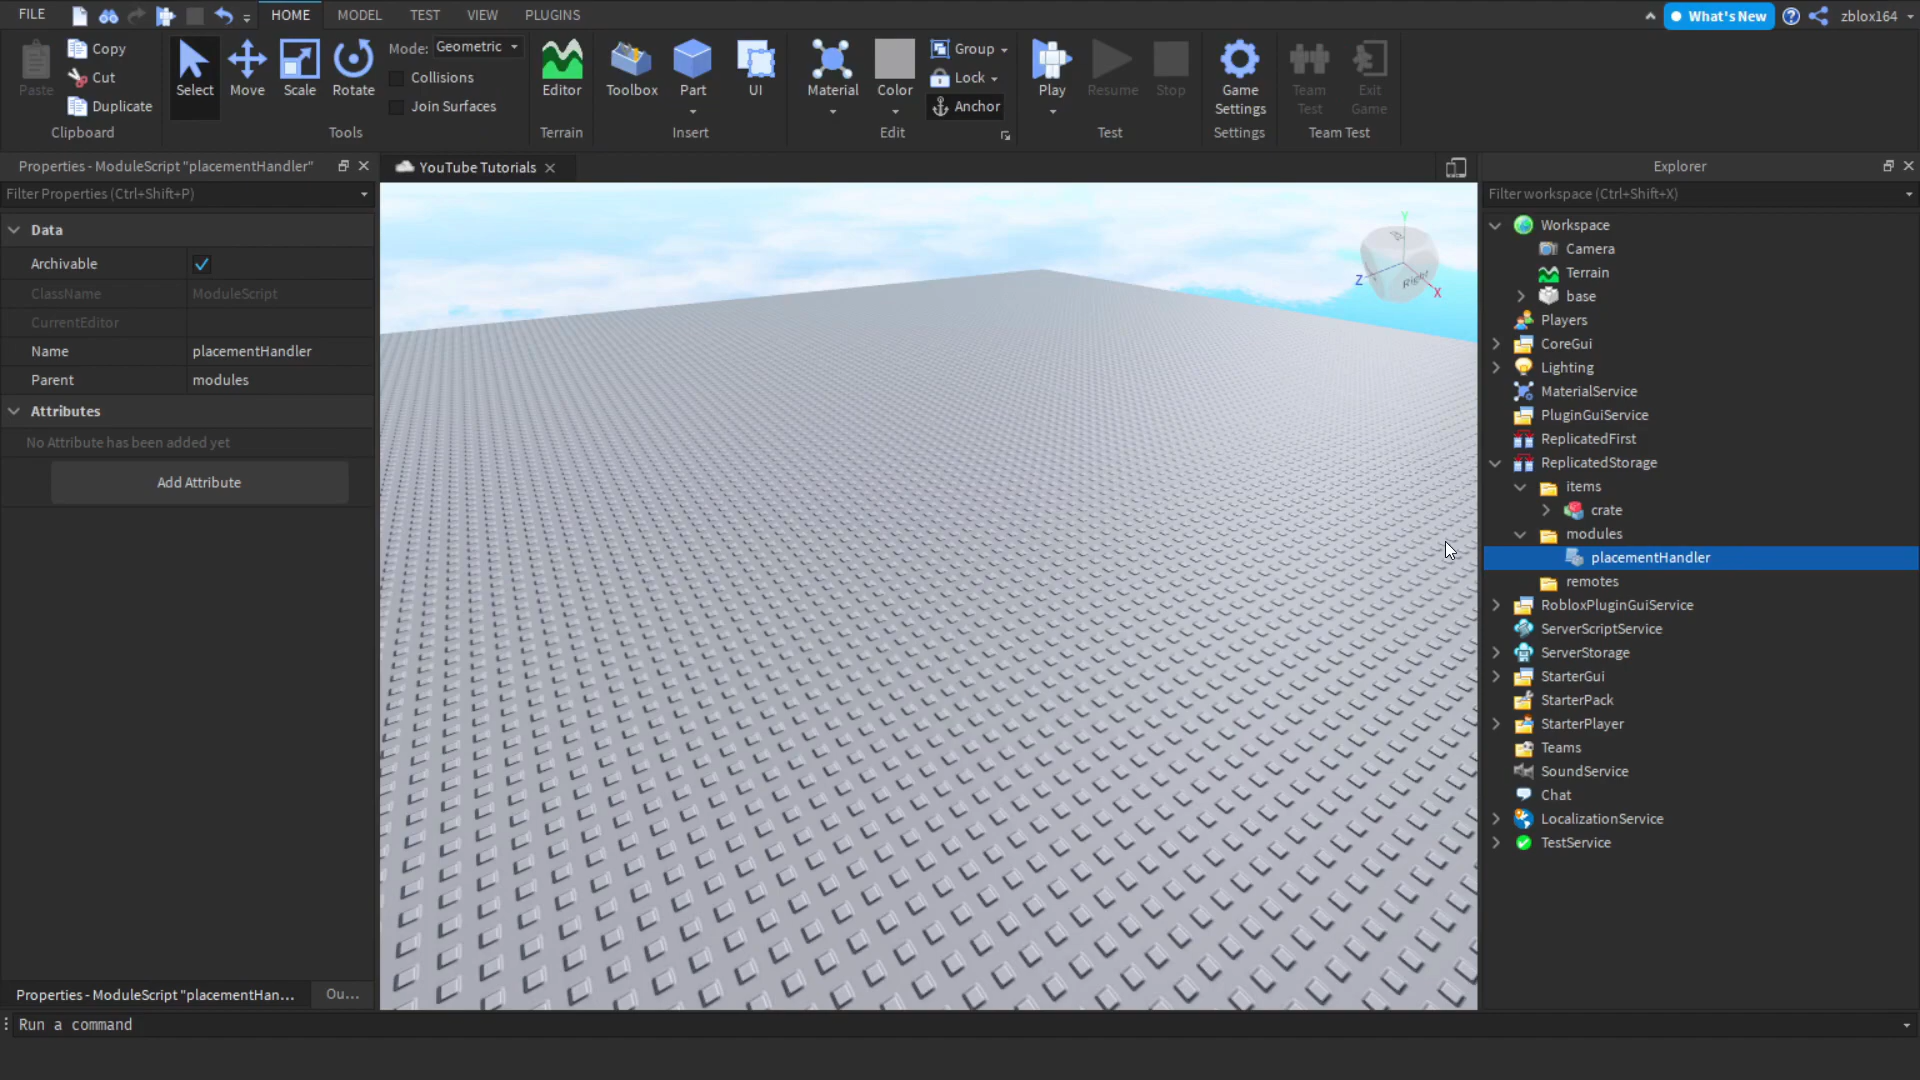 FILE HOME MODEL TEST VIEW PLUGINS What's New zblox164
Paste Copy Cut Duplicate Clipboard
Select Move Scale Rotate Mode: Geometric Collisions Join Surfaces Tools
Editor Terrain
Toolbox Part UI Insert
Material Color Group Lock Anchor Edit
Play Resume Stop Test
Game Settings Settings
Team Test Exit Game Team Test
Properties - ModuleScript "placementHandler"
Filter Properties (Ctrl+Shift+P)
Data
Archivable
ClassName ModuleScript
CurrentEditor
Name placementHandler
Parent modules
Attributes
No Attribute has been added yet
Add Attribute
Properties - ModuleScript "placementHan... Ou...
YouTube Tutorials
y
Z
Right
X
Explorer
Filter workspace (Ctrl+Shift+X)
Workspace
Camera
Terrain
base
Players
CoreGui
Lighting
MaterialService
PluginGuiService
ReplicatedFirst
ReplicatedStorage
items
crate
modules
placementHandler
remotes
RobloxPluginGuiService
ServerScriptService
ServerStorage
StarterGui
StarterPack
StarterPlayer
Teams
SoundService
Chat
LocalizationService
TestService
Run a command